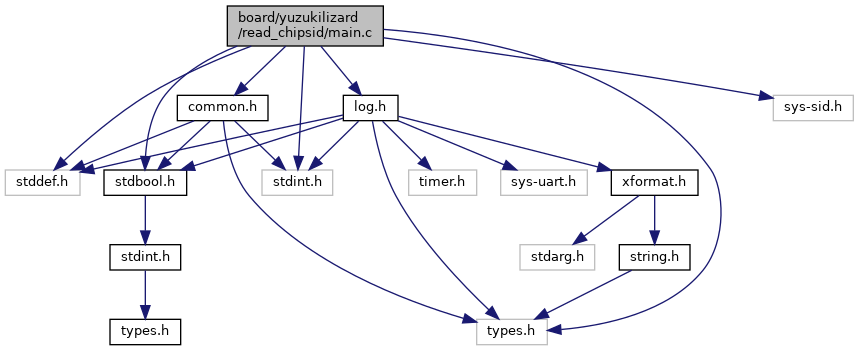 board/yuzukilizard
/read_chipsid/main.c
common.h
log.h
sys-sid.h
stddef.h
stdbool.h
stdint.h
timer.h
sys-uart.h
xformat.h
stdint.h
stdarg.h
string.h
types.h
types.h